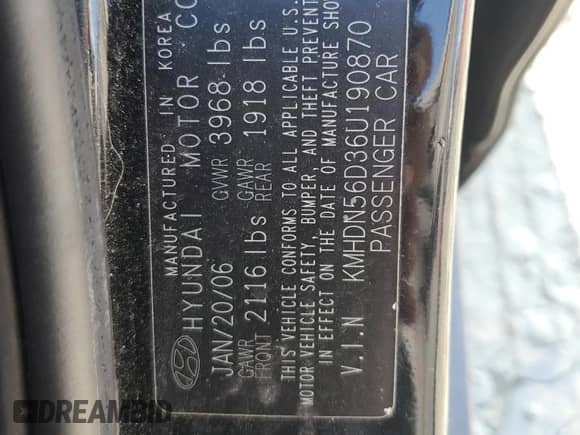 MANUFACTURED IN KOREA
HYUNDAI MOTOR CO
JAN/20/06 GVWR 3968 lbs
GAWR FRONT 2116 lbs GAWR REAR 1918 lbs
THIS VEHICLE CONFORMS TO ALL APPLICABLE U.S.
MOTOR VEHICLE SAFETY, BUMPER, AND THEFT PREVENT
IN EFFECT ON THE DATE OF MANUFACTURE SHO
V.I.N KMHDN56D36U190870
PASSENGER CAR
DREAMBID